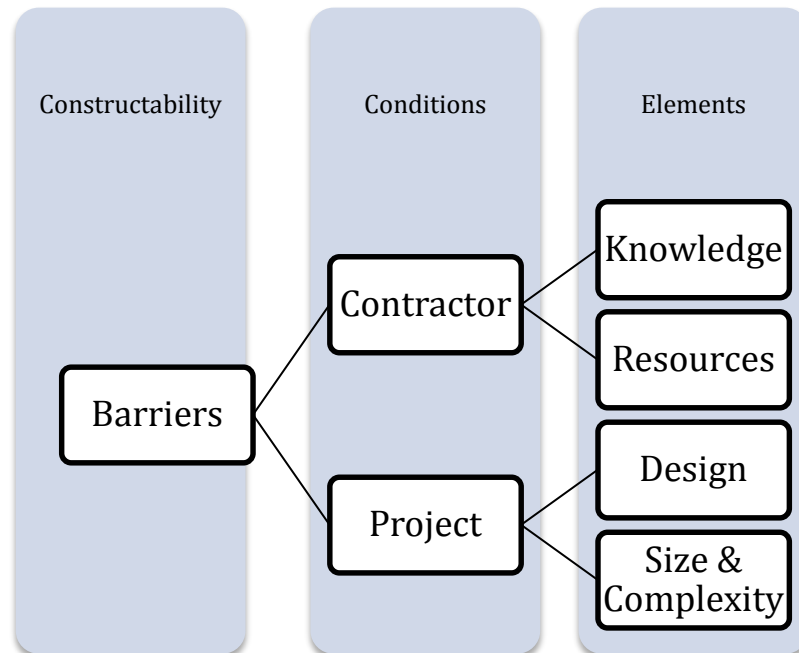 Constructability
Conditions
Elements
Barriers
Contractor
Project
Knowledge
Resources
Design
Size &
Complexity